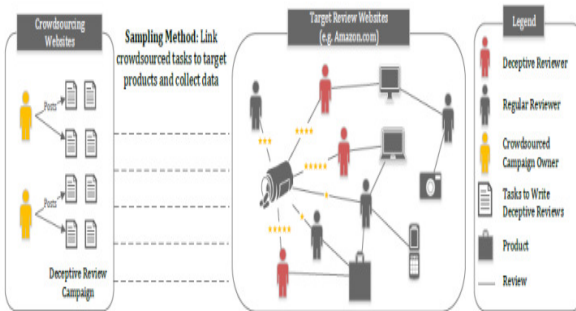 Crowdsourcing
Websites
Posts
Posts
Deceptive Review
Campaign
Sampling Method: Link
crowdsourced tasks to target
products and collect data
Target Review Websites
(e.g. Amazon.com)
Legend
Deceptive Reviewer
Regular Reviewer
Crowdsourced
Campaign Owner
Tasks to Write
Deceptive Reviews
Product
Review